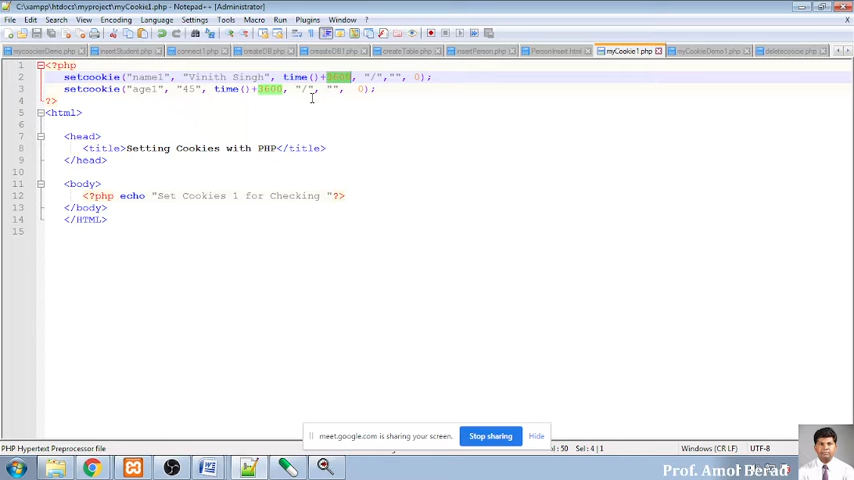 C:\xampp\htdocs\myproject\myCookie1.php - Notepad++ [Administrator]
File Edit Search View Encoding Language Settings Tools Macro Run Plugins Window ?
insertStudent.php connect1.php createDB.php createDB1.php createTable.php insertPerson.php PersonInsert.html myCookie1.php myCookieDemo1.php
1 <?php
2 setcookie("name1", "Vinith Singh", time()+3600, "/","", 0);
3 setcookie("age1", "45", time()+3600, "/", "", 0);
4 ?>
5 <html>
6
7 <head>
8 <title>Setting Cookies with PHP</title>
9 </head>
10
11 <body>
12 <?php echo "Set Cookies 1 for Checking "?>
13 </body>
14 </HTML>
15
meet.google.com is sharing your screen. Stop sharing Hide
PHP Hypertext Preprocessor file
Sel : 4 | 1 Windows (CR LF) UTF-8
Prof. Amol Berad